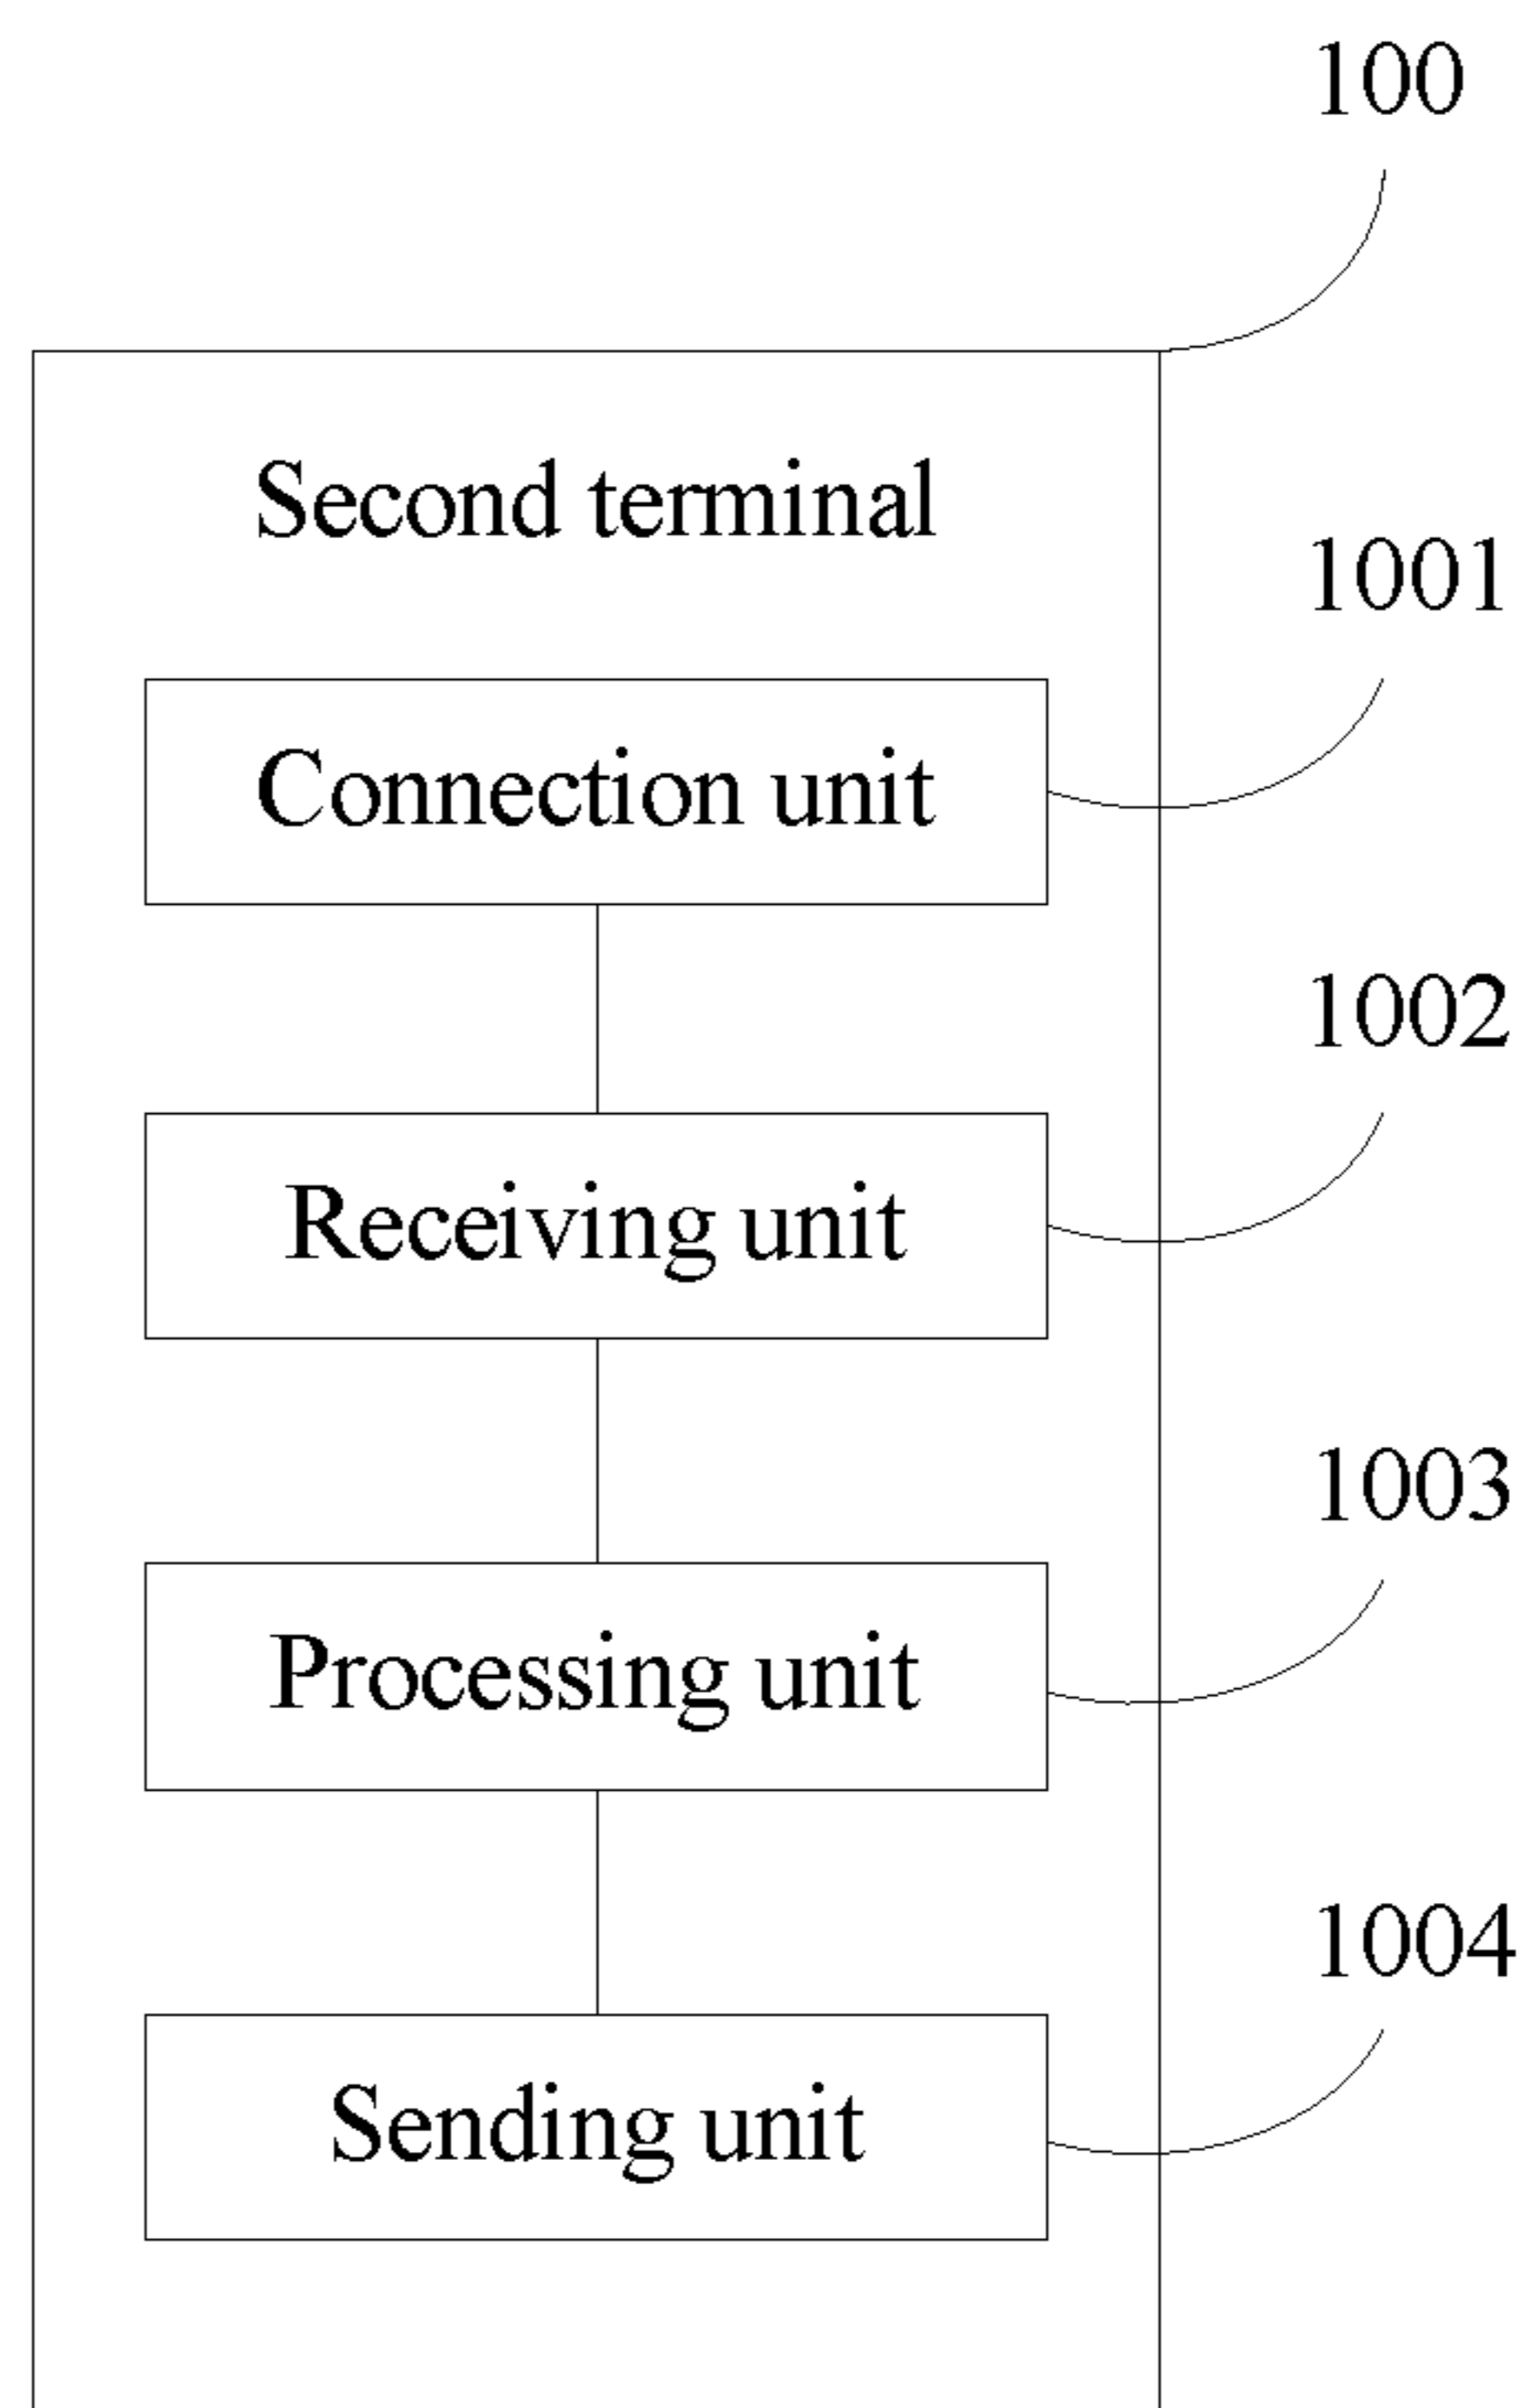 100
Second terminal
1001
Connection unit
1002
Receiving unit
1003
Processing unit
1004
Sending unit